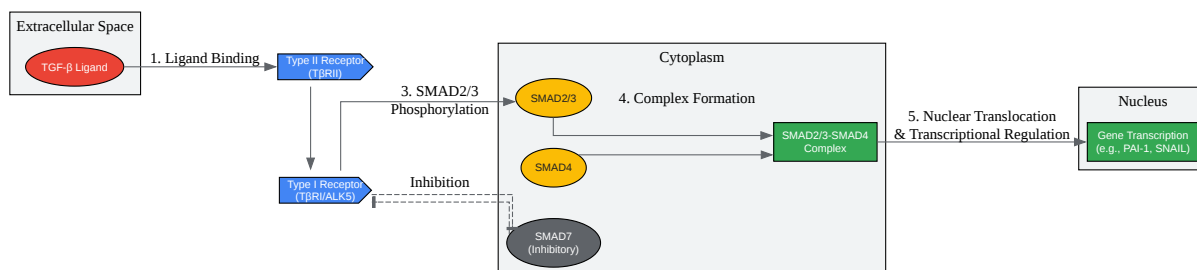 Extracellular Space
TGF-β Ligand
1. Ligand Binding
Type II Receptor
(TβRII)
Type I Receptor
(TβRI/ALK5)
3. SMAD2/3
Phosphorylation
Inhibition
Cytoplasm
SMAD2/3
4. Complex Formation
SMAD4
SMAD2/3-SMAD4
Complex
SMAD7
(Inhibitory)
5. Nuclear Translocation
& Transcriptional Regulation
Nucleus
Gene Transcription
(e.g., PAI-1, SNAIL)